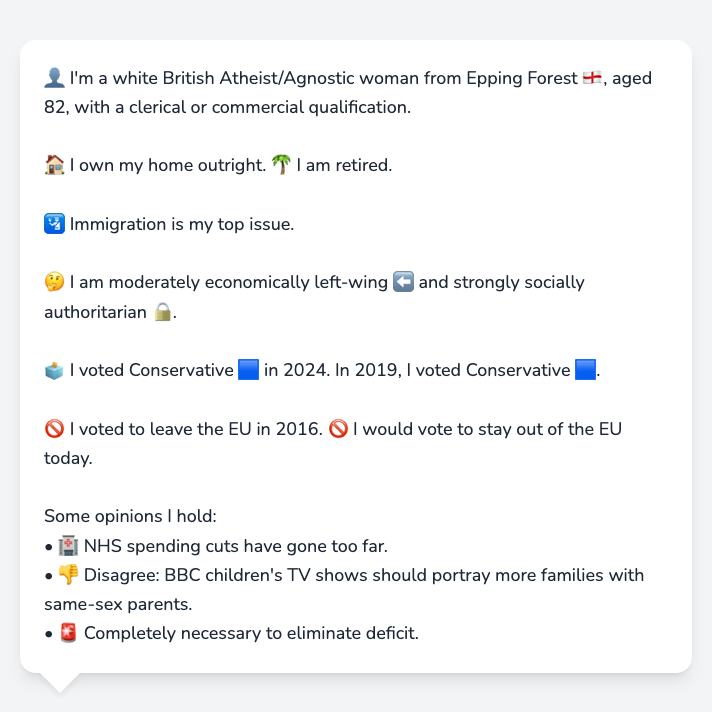 👤 I'm a white British Atheist/Agnostic woman from Epping Forest 🏴󠁧󠁢󠁥󠁮󠁧󠁿, aged
82, with a clerical or commercial qualification.
🏠 I own my home outright. 🌴 I am retired.
🛂 Immigration is my top issue.
🤔 I am moderately economically left-wing ⬅️ and strongly socially
authoritarian 🔒.
🗳️ I voted Conservative 🟦 in 2024. In 2019, I voted Conservative 🟦.
🚫 I voted to leave the EU in 2016. 🚫 I would vote to stay out of the EU
today.
Some opinions I hold:
• 🏥 NHS spending cuts have gone too far.
• 👎 Disagree: BBC children's TV shows should portray more families with
same-sex parents.
• 🚨 Completely necessary to eliminate deficit.